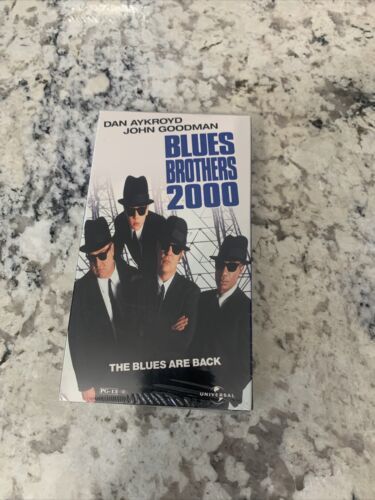 DAN AYKROYD
JOHN GOODMAN
BLUES
BROTHERS
2000
THE BLUES ARE BACK
PG-13
UNIVERSAL